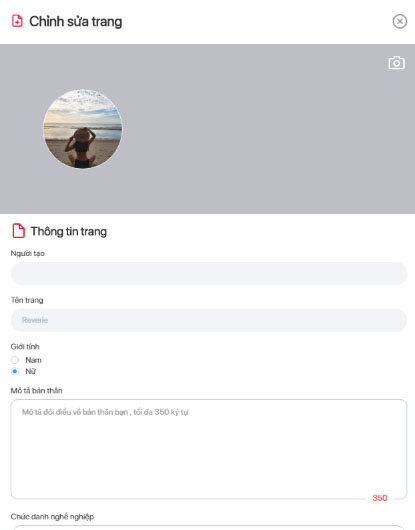 Chỉnh sửa trang
Thông tin trang
Người tạo
Tên trang
Reverie
Giới tính
Nam
Nữ
Mô tả bản thân
Mô tả đôi điều về bản thân bạn , tối đa 350 ký tự
350
Chức danh nghề nghiệp